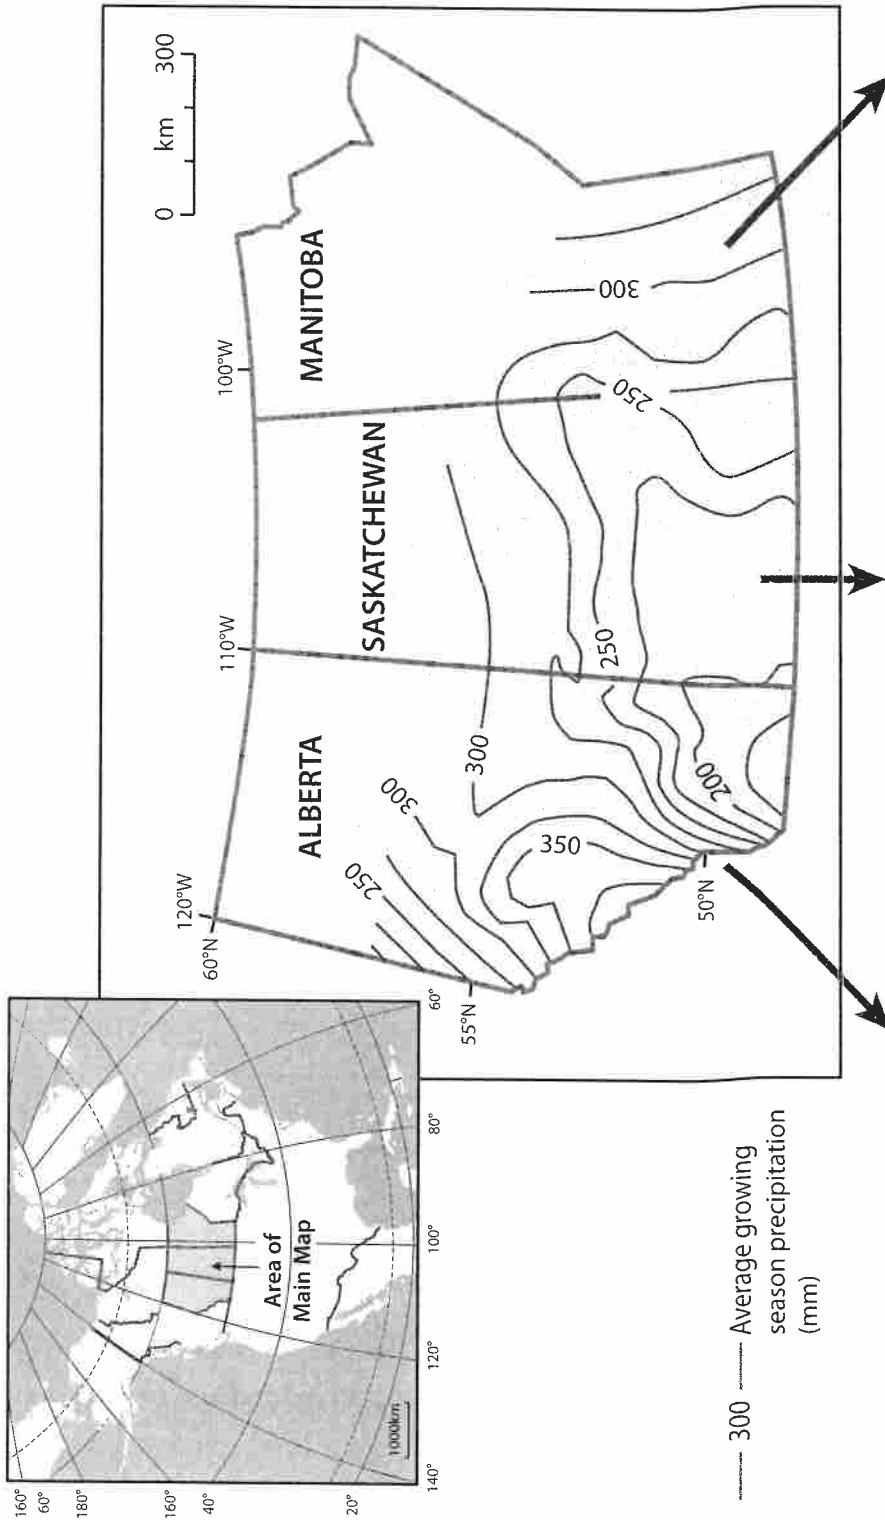 0 km 300
120°W
110°W
100°W
60°N
55°N
50°N
ALBERTA
SASKATCHEWAN
MANITOBA
250
300
300
350
200
250
250
300
Area of
Main Map
1000km
160°
60°
180°
160°
40°
20°
140°
120°
100°
80°
60°
300 Average growing
season precipitation
(mm)